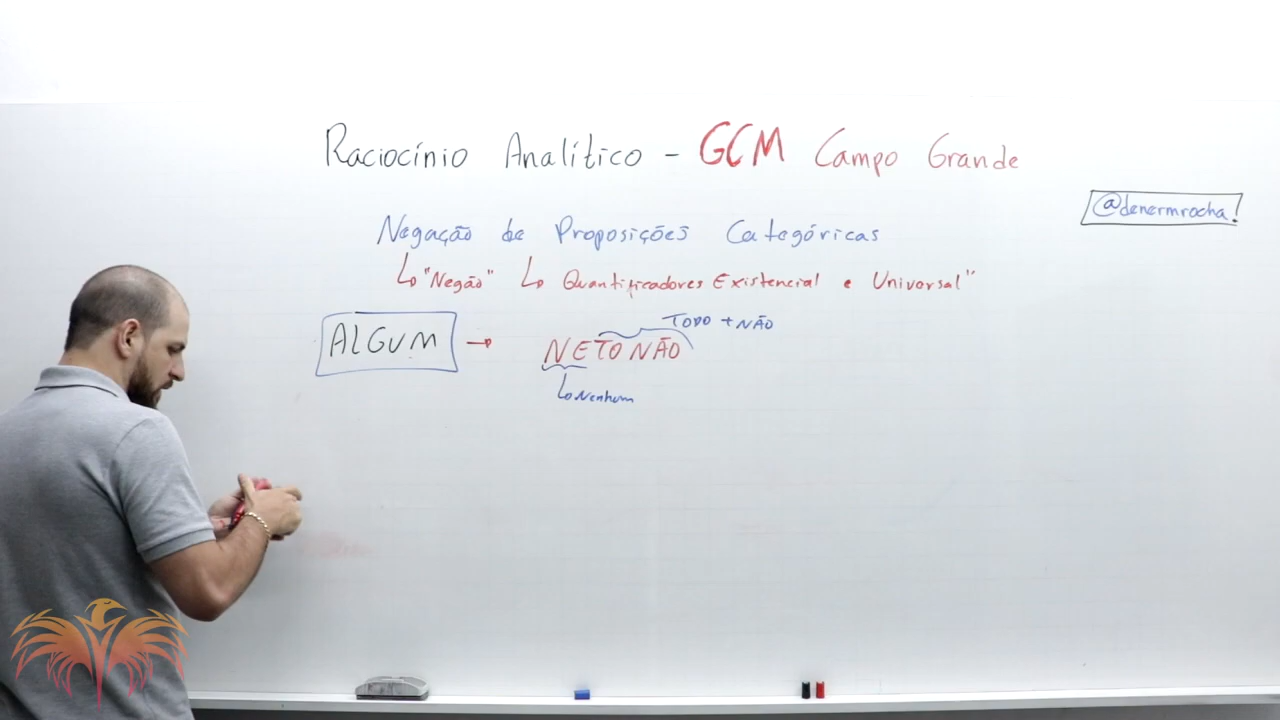 Raciocínio Analítico - GCM Campo Grande
@denermrocha!
Negação de Proposições Categóricas
↳ "Negão" ↳ Quantificadores Existencial e Universal"
TODO + NÃO
ALGUM → NETONÃO
↳ Nenhum